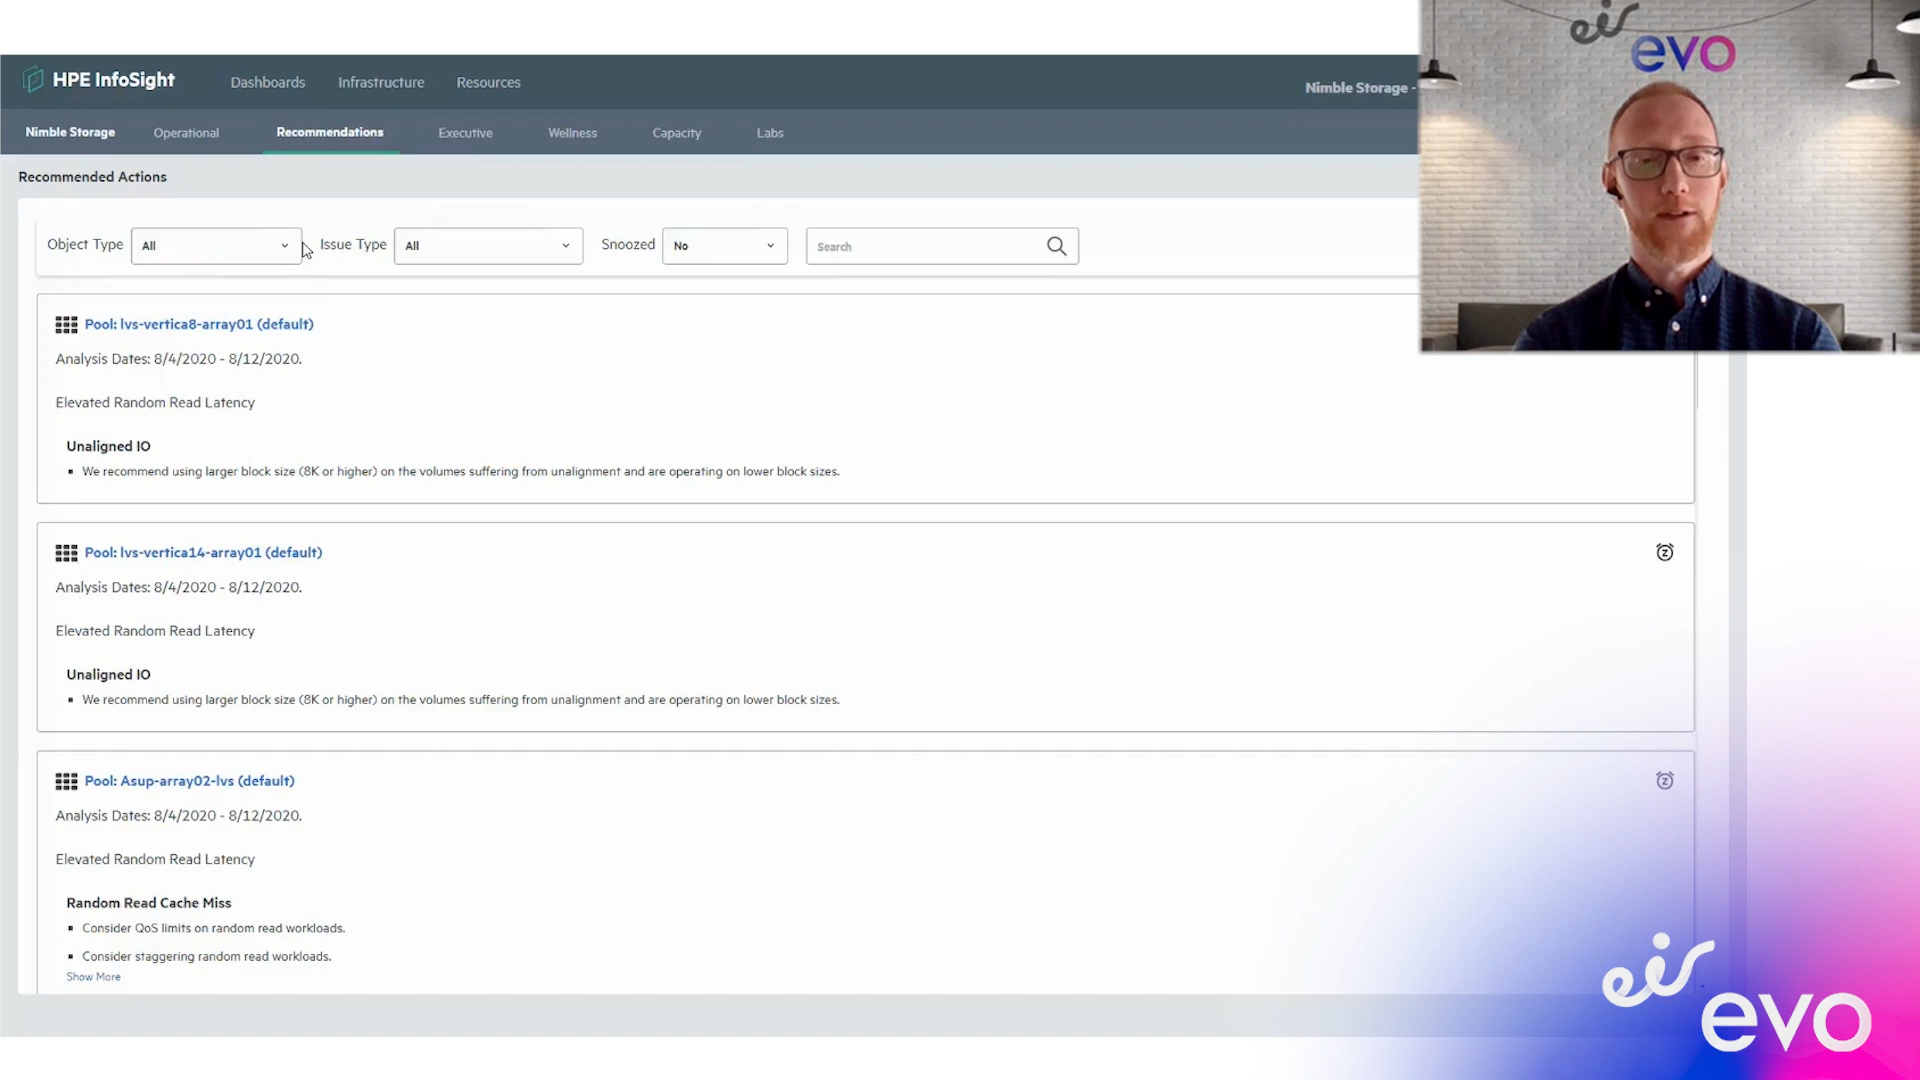 eir
evo
HPE InfoSight
Dashboards
Infrastructure
Resources
Nimble Storage -
Nimble Storage
Operational
Recommendations
Executive
Wellness
Capacity
Labs
Recommended Actions
Object Type
All
Issue Type
All
Snoozed
No
Search
Pool: lvs-vertica8-array01 (default)
Analysis Dates: 8/4/2020 - 8/12/2020.
Elevated Random Read Latency
Unaligned IO
We recommend using larger block size (8K or higher) on the volumes suffering from unalignment and are operating on lower block sizes.
Pool: lvs-vertica14-array01 (default)
Analysis Dates: 8/4/2020 - 8/12/2020.
Elevated Random Read Latency
Unaligned IO
We recommend using larger block size (8K or higher) on the volumes suffering from unalignment and are operating on lower block sizes.
Pool: Asup-array02-lvs (default)
Analysis Dates: 8/4/2020 - 8/12/2020.
Elevated Random Read Latency
Random Read Cache Miss
Consider QoS limits on random read workloads.
Consider staggering random read workloads.
Show More
eir
evo